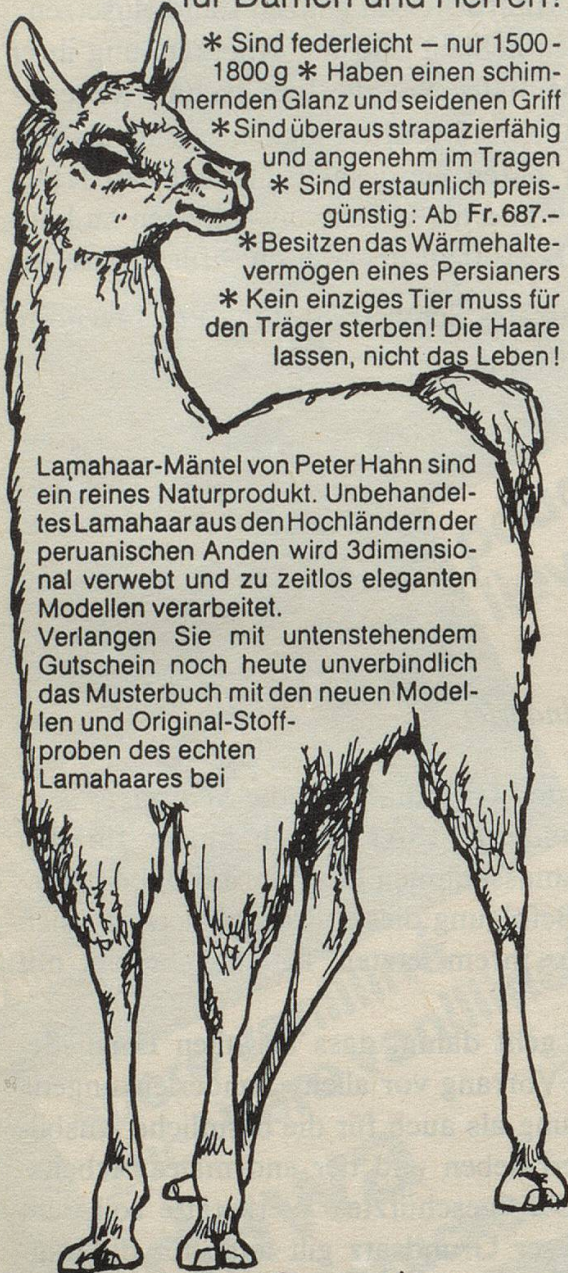 für Damen und Herren!
* Sind federleicht – nur 1500-
1800 g * Haben einen schim-
mernden Glanz und seidenen Griff
* Sind überaus strapazierfähig
und angenehm im Tragen
* Sind erstaunlich preis-
günstig: Ab Fr. 687.–
* Besitzen das Wärmehalte-
vermögen eines Persianers
* Kein einziges Tier muss für
den Träger sterben! Die Haare
lassen, nicht das Leben!
Lamahaar-Mäntel von Peter Hahn sind
ein reines Naturprodukt. Unbehandel-
tes Lamahaar aus den Hochländern der
peruanischen Anden wird 3dimensio-
nal verwebt und zu zeitlos eleganten
Modellen verarbeitet.
Verlangen Sie mit untenstehendem
Gutschein noch heute unverbindlich
das Musterbuch mit den neuen Model-
len und Original-Stoff-
proben des echten
Lamahaares bei